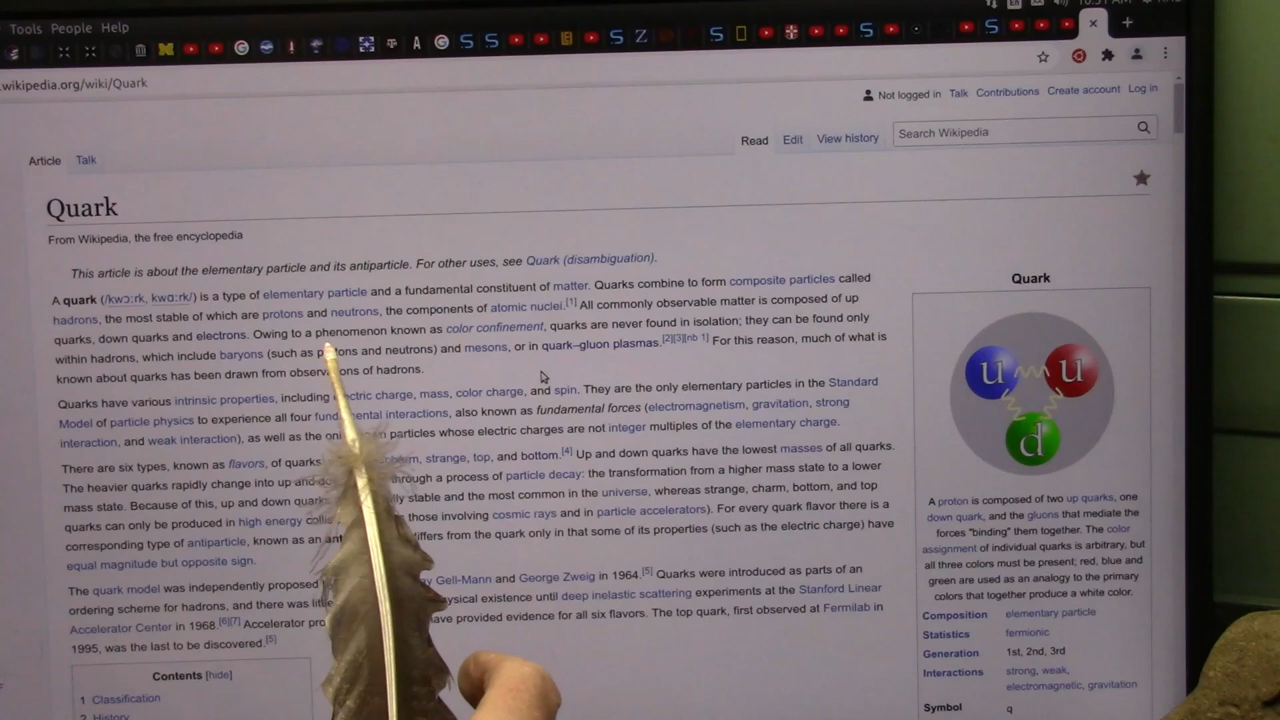 Tools People Help
.wikipedia.org/wiki/Quark
Not logged in Talk Contributions Create account Log in
Article Talk
Read Edit View history Search Wikipedia
Quark
From Wikipedia, the free encyclopedia
This article is about the elementary particle and its antiparticle. For other uses, see Quark (disambiguation).
A quark (/kwɔːrk, kwɑːrk/) is a type of elementary particle and a fundamental constituent of matter. Quarks combine to form composite particles called
hadrons, the most stable of which are protons and neutrons, the components of atomic nuclei.[1] All commonly observable matter is composed of up
quarks, down quarks and electrons. Owing to a phenomenon known as color confinement, quarks are never found in isolation; they can be found only
within hadrons, which include baryons (such as p tons and neutrons) and mesons, or in quark–gluon plasmas.[2][3][nb 1] For this reason, much of what is
known about quarks has been drawn from observa ons of hadrons.
Quarks have various intrinsic properties, including ectric charge, mass, color charge, and spin. They are the only elementary particles in the Standard
Model of particle physics to experience all four fun ental interactions, also known as fundamental forces (electromagnetism, gravitation, strong
interaction, and weak interaction), as well as the particles whose electric charges are not integer multiples of the elementary charge.
There are six types, known as flavors, of quarks strange, top, and bottom.[4] Up and down quarks have the lowest masses of all quarks.
The heavier quarks rapidly change into up and through a process of particle decay: the transformation from a higher mass state to a lower
mass state. Because of this, up and down quark lly stable and the most common in the universe, whereas strange, charm, bottom, and top
quarks can only be produced in high energy collis those involving cosmic rays and in particle accelerators). For every quark flavor there is a
corresponding type of antiparticle, known as an ant iffers from the quark only in that some of its properties (such as the electric charge) have
equal magnitude but opposite sign.
The quark model was independently proposed y Gell-Mann and George Zweig in 1964.[5] Quarks were introduced as parts of an
ordering scheme for hadrons, and there was little ysical existence until deep inelastic scattering experiments at the Stanford Linear
Accelerator Center in 1968.[6][7] Accelerator pro ave provided evidence for all six flavors. The top quark, first observed at Fermilab in
1995, was the last to be discovered.[5]
Contents [hide]
1 Classification
2 History
Quark
u u
d
A proton is composed of two up quarks, one
down quark, and the gluons that mediate the
forces "binding" them together. The color
assignment of individual quarks is arbitrary, but
all three colors must be present; red, blue and
green are used as an analogy to the primary
colors that together produce a white color.
Composition elementary particle
Statistics fermionic
Generation 1st, 2nd, 3rd
Interactions strong, weak,
electromagnetic, gravitation
Symbol q